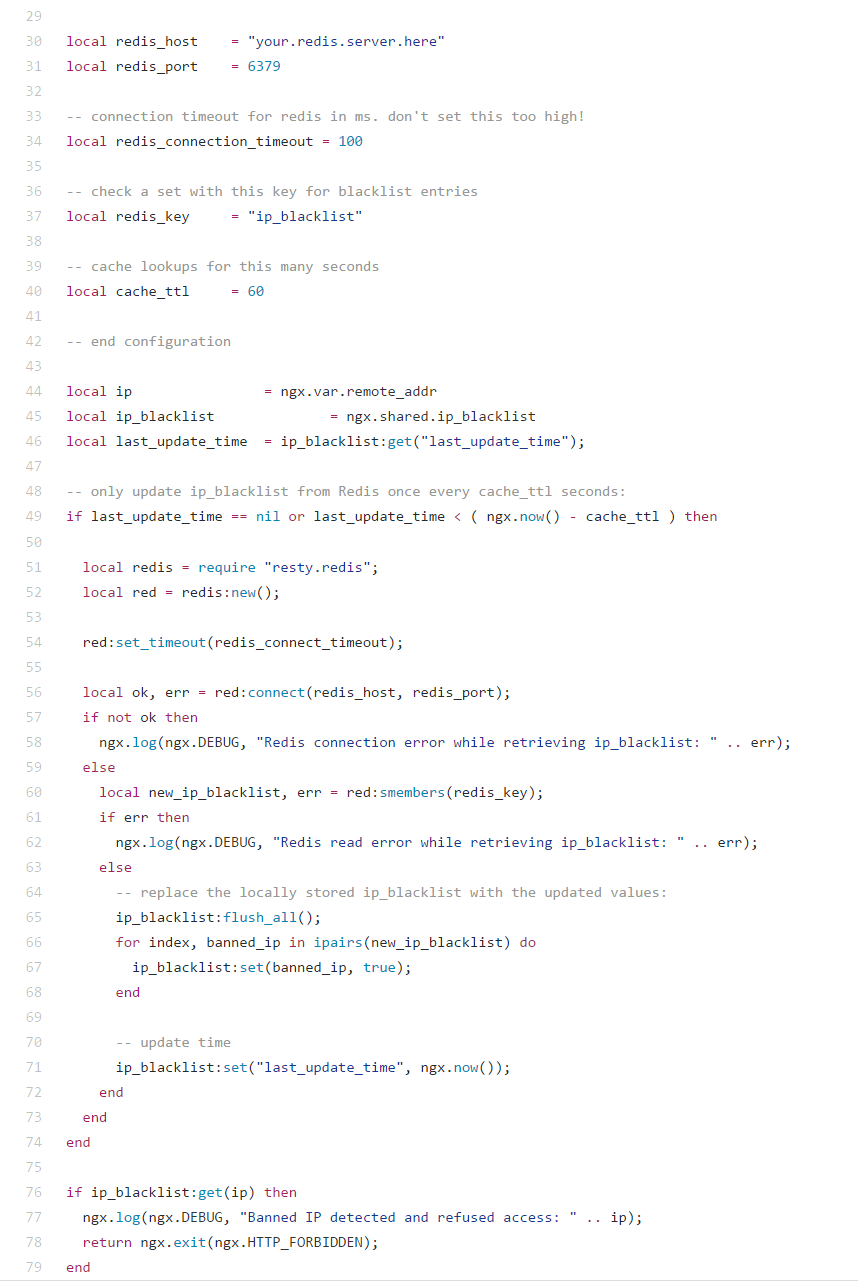 29
30 local redis_host    = "your.redis.server.here"
31 local redis_port    = 6379
32
33 -- connection timeout for redis in ms. don't set this too high!
34 local redis_connection_timeout = 100
35
36 -- check a set with this key for blacklist entries
37 local redis_key     = "ip_blacklist"
38
39 -- cache lookups for this many seconds
40 local cache_ttl     = 60
41
42 -- end configuration
43
44 local ip                = ngx.var.remote_addr
45 local ip_blacklist              = ngx.shared.ip_blacklist
46 local last_update_time  = ip_blacklist:get("last_update_time");
47
48 -- only update ip_blacklist from Redis once every cache_ttl seconds:
49 if last_update_time == nil or last_update_time < ( ngx.now() - cache_ttl ) then
50
51   local redis = require "resty.redis";
52   local red = redis:new();
53
54   red:set_timeout(redis_connect_timeout);
55
56   local ok, err = red:connect(redis_host, redis_port);
57   if not ok then
58     ngx.log(ngx.DEBUG, "Redis connection error while retrieving ip_blacklist: " .. err);
59   else
60     local new_ip_blacklist, err = red:smembers(redis_key);
61     if err then
62       ngx.log(ngx.DEBUG, "Redis read error while retrieving ip_blacklist: " .. err);
63     else
64       -- replace the locally stored ip_blacklist with the updated values:
65       ip_blacklist:flush_all();
66       for index, banned_ip in ipairs(new_ip_blacklist) do
67         ip_blacklist:set(banned_ip, true);
68       end
69
70       -- update time
71       ip_blacklist:set("last_update_time", ngx.now());
72     end
73   end
74 end
75
76 if ip_blacklist:get(ip) then
77   ngx.log(ngx.DEBUG, "Banned IP detected and refused access: " .. ip);
78   return ngx.exit(ngx.HTTP_FORBIDDEN);
79 end